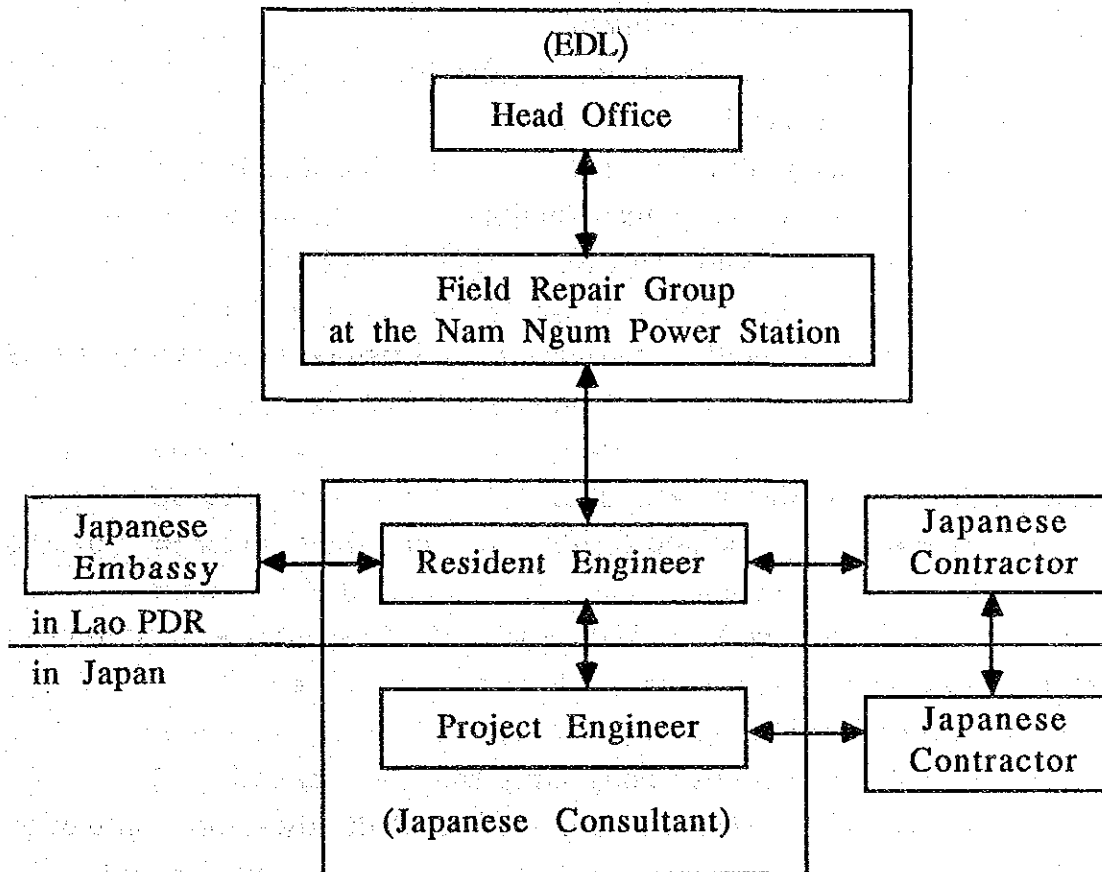 (EDL)
Head Office
Field Repair Group
at the Nam Ngum Power Station
Japanese
Embassy
Resident Engineer
Japanese
Contractor
in Lao PDR
in Japan
Project Engineer
Japanese
Contractor
(Japanese Consultant)